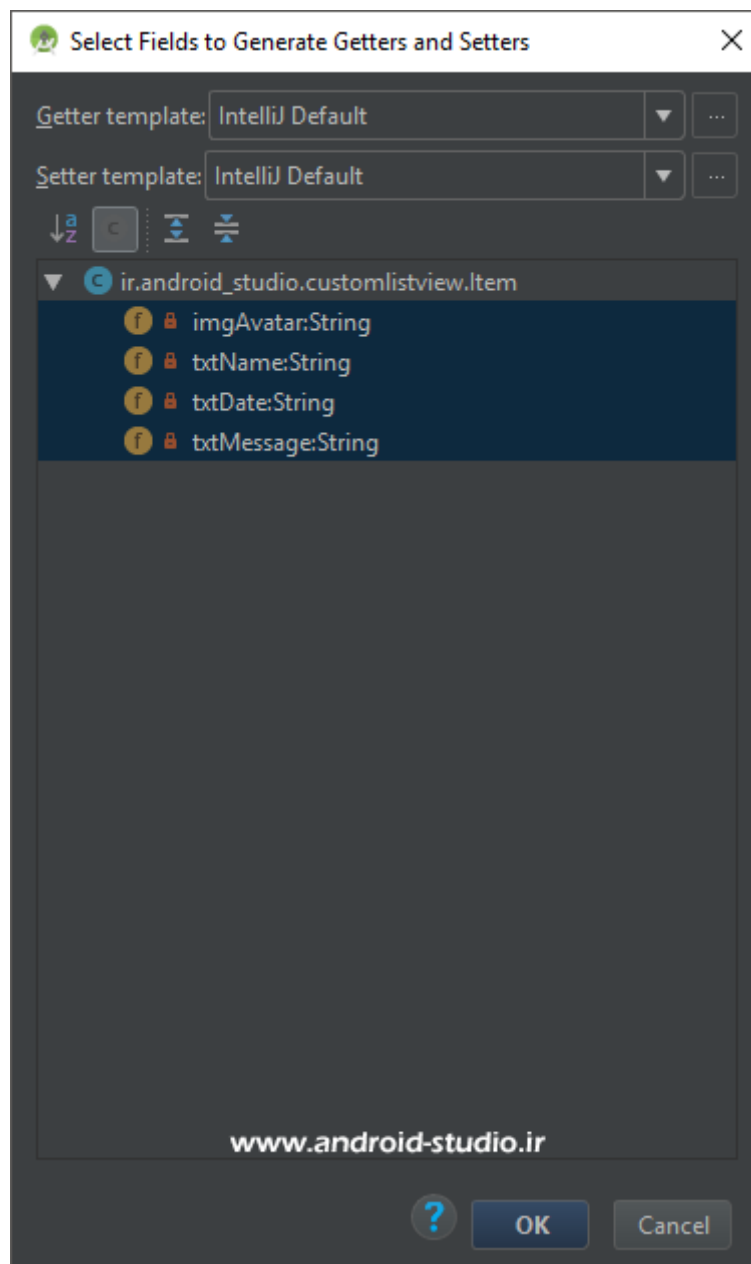 Select Fields to Generate Getters and Setters
Getter template: IntelliJ Default ...
Setter template: IntelliJ Default ...
a
z
c
C ir.android_studio.customlistview.Item
f imgAvatar:String
f txtName:String
f txtDate:String
f txtMessage:String
www.android-studio.ir
? OK Cancel